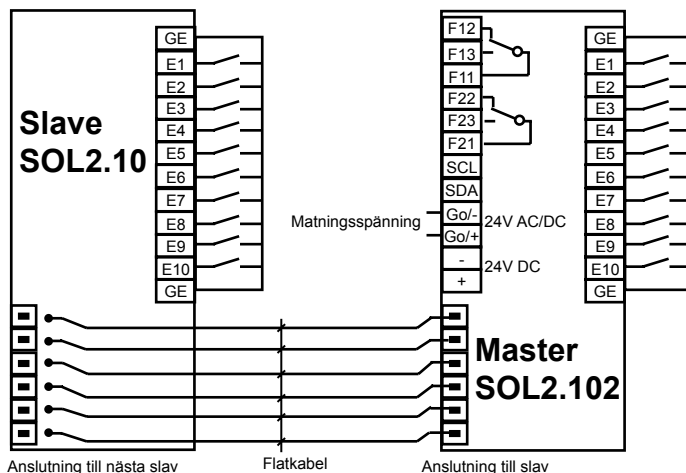 GE
E1
E2
E3
E4
E5
E6
E7
E8
E9
E10
GE
Slave
SOL2.10
F12
F13
F11
F22
F23
F21
SCL
SDA
Go/-
Go/+
-
+
Matningsspänning
24V AC/DC
24V DC
GE
E1
E2
E3
E4
E5
E6
E7
E8
E9
E10
GE
Master
SOL2.102
Anslutning till nästa slav
Flatkabel
Anslutning till slav